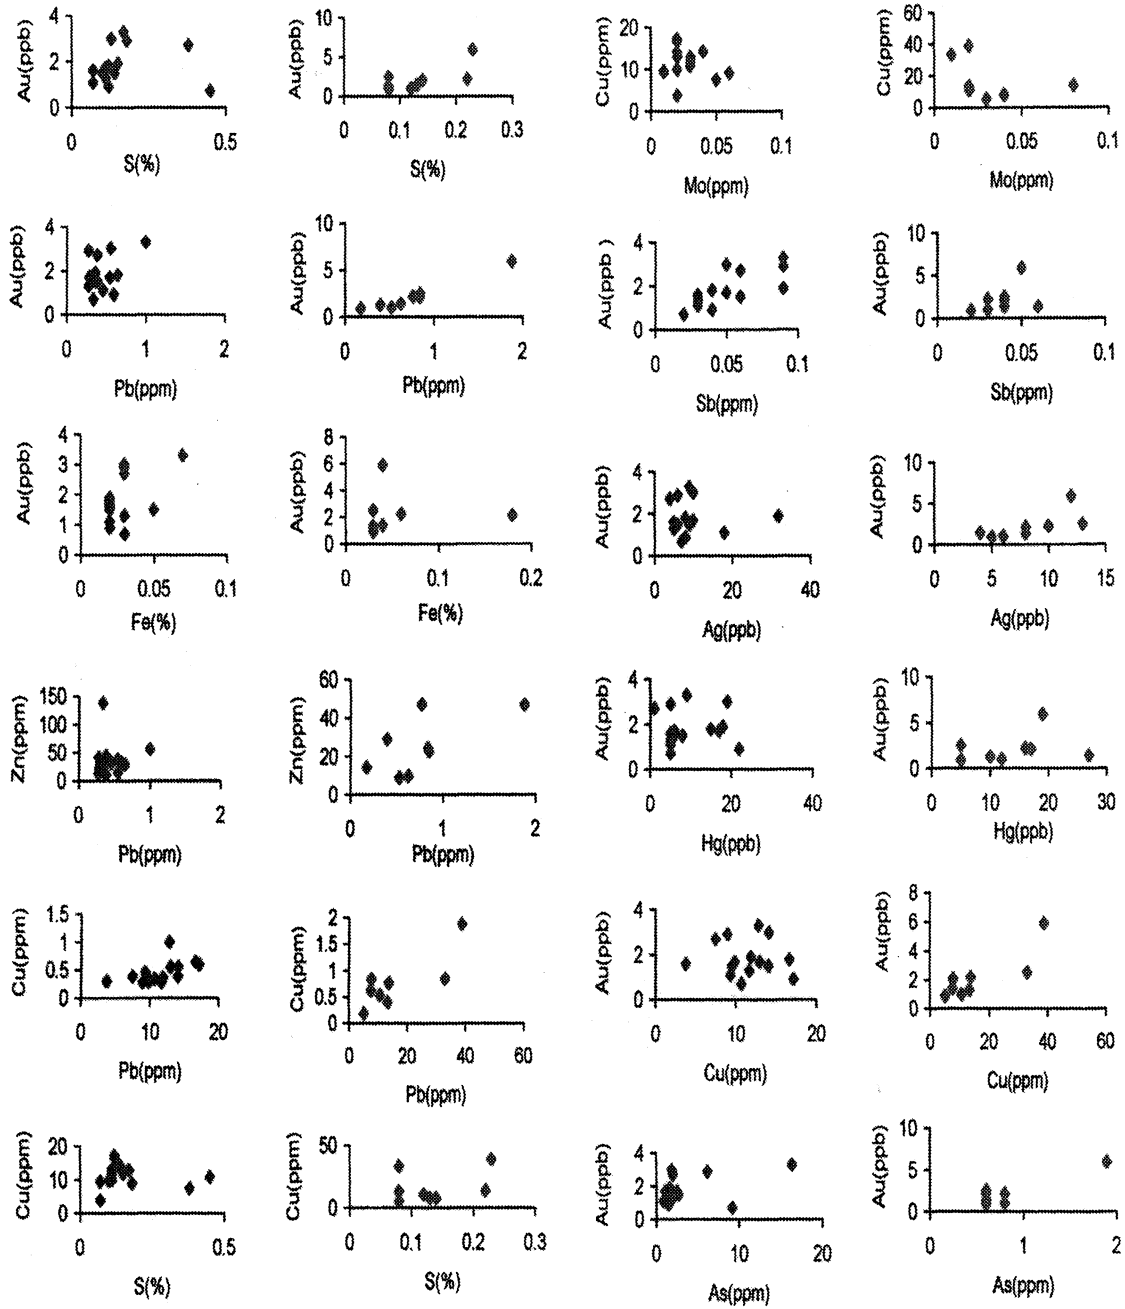 Au(ppb)
4
3
2
1
0
0 0.5
S(%)
Au(ppb)
10
5
0
0 0.1 0.2 0.3
S(%)
Cu(ppm)
20
10
0
0 0.05 0.1
Mo(ppm)
Cu(ppm)
60
40
20
0
0 0.05 0.1
Mo(ppm)
Au(ppb)
4
2
0
0 1 2
Pb(ppm)
Au(ppb)
10
5
0
0 1 2
Pb(ppm)
Au(ppb )
4
2
0
0 0.05 0.1
Sb(ppm)
Au(ppb)
10
5
0
0 0.05 0.1
Sb(ppm)
Au(ppb)
4
3
2
1
0
0 0.05 0.1
Fe(%)
Au(ppb)
8
6
4
2
0
0 0.1 0.2
Fe(%)
Au(ppb)
4
2
0
0 20 40
Ag(ppb)
Au(ppb)
10
5
0
0 5 10 15
Ag(ppb)
Zn(ppm)
150
100
50
0
0 1 2
Pb(ppm)
Zn(ppm)
60
40
20
0
0 1 2
Pb(ppm)
Au(ppb)
4
2
0
0 20 40
Hg(ppb)
Au(ppb)
10
5
0
0 10 20 30
Hg(ppb)
Cu(ppm)
1.5
1
0.5
0
0 10 20
Pb(ppm)
Cu(ppm)
2
1.5
1
0.5
0
0 20 40 60
Pb(ppm)
Au(ppb)
4
2
0
0 10 20
Cu(ppm)
Au(ppb)
8
6
4
2
0
0 20 40 60
Cu(ppm)
Cu(ppm)
20
10
0
0 0.5
S(%)
Cu(ppm)
50
0
0 0.1 0.2 0.3
S(%)
Au(ppb)
4
2
0
0 10 20
As(ppm)
Au(ppb)
10
5
0
0 1 2
As(ppm)